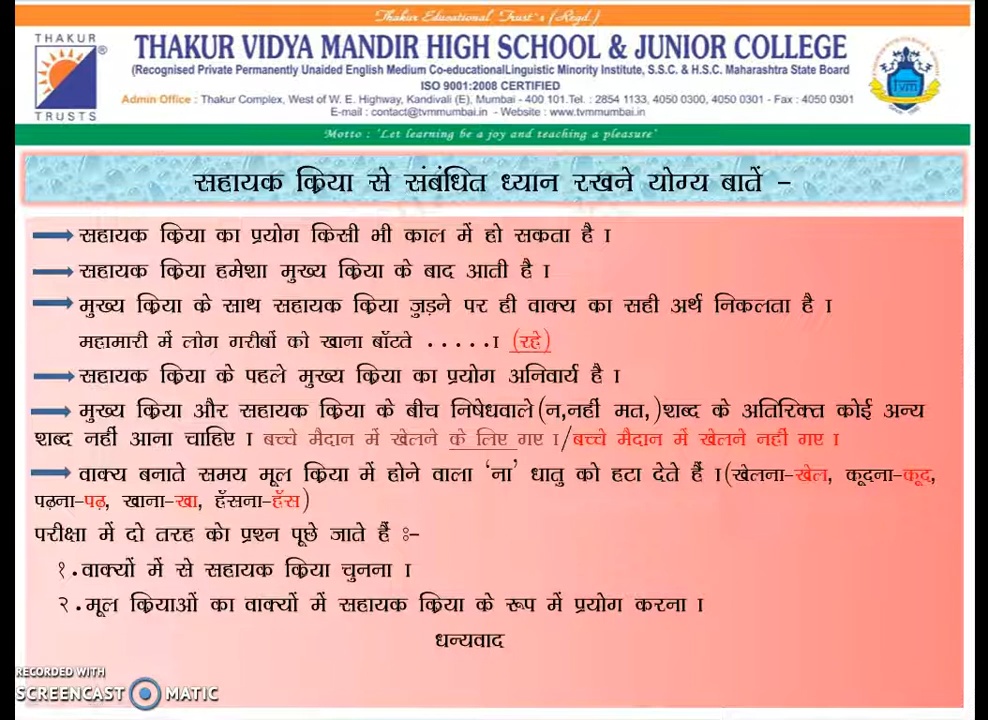 Thakur Educational Trust's (Regd.)
THAKUR
TRUSTS
THAKUR VIDYA MANDIR HIGH SCHOOL & JUNIOR COLLEGE
(Recognised Private Permanently Unaided English Medium Co-educationalLinguistic Minority Institute, S.S.C. & H.S.C. Maharashtra State Board
ISO 9001:2008 CERTIFIED
Admin Office : Thakur Complex, West of W. E. Highway, Kandivali (E), Mumbai - 400 101.Tel. : 2854 1133, 4050 0300, 4050 0301 - Fax : 4050 0301
E-mail : contact@tvmmumbai.in - Website : www.tvmmumbai.in
tvm
Motto : 'Let learning be a joy and teaching a pleasure'
सहायक क्रिया से संबंधित ध्यान रखने योग्य बातें -
सहायक क्रिया का प्रयोग किसी भी काल में हो सकता है ।
सहायक क्रिया हमेशा मुख्य क्रिया के बाद आती है ।
मुख्य क्रिया के साथ सहायक क्रिया जुड़ने पर ही वाक्य का सही अर्थ निकलता है ।
महामारी में लोग गरीबों को खाना बाँटते .....। (रहे)
सहायक क्रिया के पहले मुख्य क्रिया का प्रयोग अनिवार्य है ।
मुख्य क्रिया और सहायक क्रिया के बीच निषेधवाले(न,नहीं मत,)शब्द के अतिरिक्त कोई अन्य
शब्द नहीं आना चाहिए । बच्चे मैदान में खेलने के लिए गए ।/बच्चे मैदान में खेलने नहीं गए ।
वाक्य बनाते समय मूल क्रिया में होने वाला 'ना' धातु को हटा देते हैं ।(खेलना-खेल, कूदना-कूद,
पढ़ना-पढ़, खाना-खा, हँसना-हँस)
परीक्षा में दो तरह केा प्रश्न पूछे जाते हैं :-
१.वाक्यों में से सहायक क्रिया चुनना ।
२.मूल क्रियाओं का वाक्यों में सहायक क्रिया के रूप में प्रयोग करना ।
धन्यवाद
RECORDED WITH
SCREENCAST MATIC